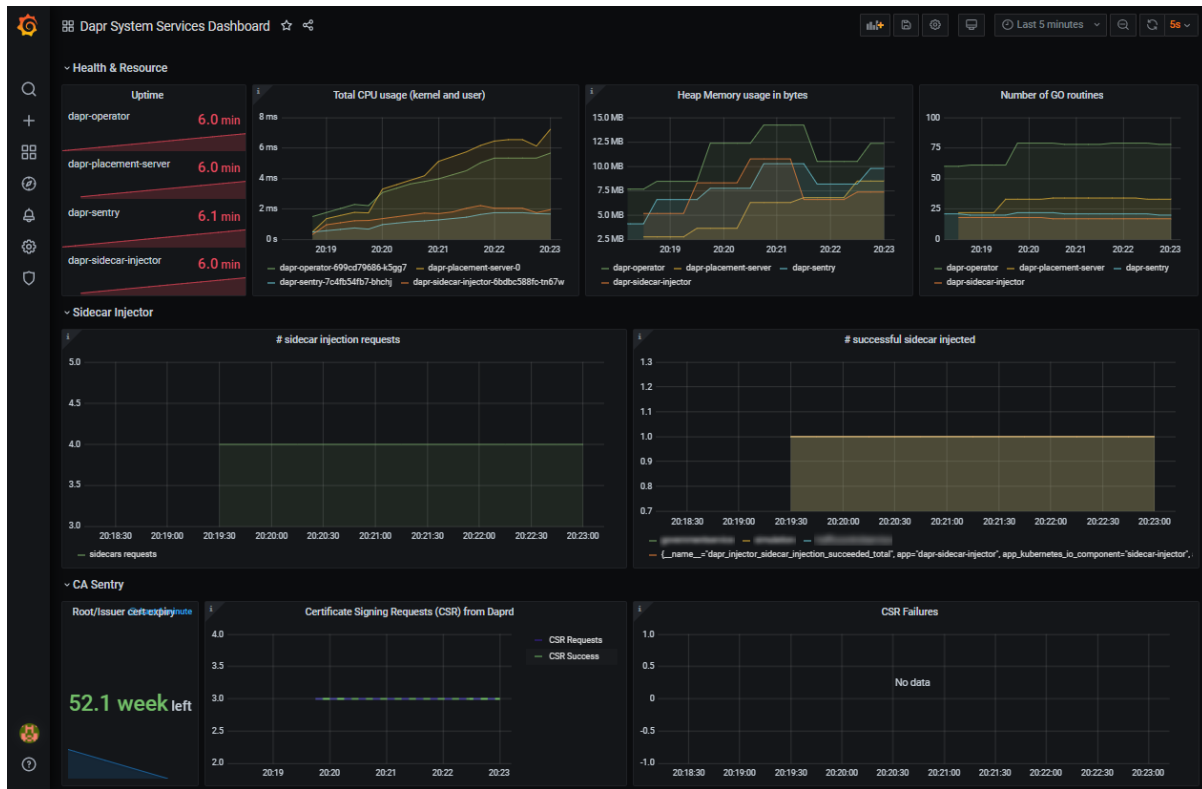 Dapr System Services Dashboard
Last 5 minutes
5s
Health & Resource
Uptime
dapr-operator
6.0 min
dapr-placement-server
6.0 min
dapr-sentry
6.1 min
dapr-sidecar-injector
6.0 min
Total CPU usage (kernel and user)
8 ms
6 ms
4 ms
2 ms
0 s
20:19 20:20 20:21 20:22 20:23
dapr-operator-699cd79686-k5gg7 dapr-placement-server-0
dapr-sentry-7c4fb54fb7-bhchj dapr-sidecar-injector-6bdbc588fc-tn67w
Heap Memory usage in bytes
15.0 MB
12.5 MB
10.0 MB
7.5 MB
5.0 MB
2.5 MB
20:19 20:20 20:21 20:22 20:23
dapr-operator dapr-placement-server dapr-sentry
dapr-sidecar-injector
Number of GO routines
100
75
50
25
0
20:19 20:20 20:21 20:22 20:23
dapr-operator dapr-placement-server dapr-sentry
dapr-sidecar-injector
Sidecar Injector
# sidecar injection requests
5.0
4.5
4.0
3.5
3.0
20:18:30 20:19:00 20:19:30 20:20:00 20:20:30 20:21:00 20:21:30 20:22:00 20:22:30 20:23:00
sidecars requests
# successful sidecar injected
1.3
1.2
1.1
1.0
0.9
0.8
0.7
20:18:30 20:19:00 20:19:30 20:20:00 20:20:30 20:21:00 20:21:30 20:22:00 20:22:30 20:23:00
{__name__="dapr_injector_sidecar_injection_succeeded_total", app="dapr-sidecar-injector", app_kubernetes_io_component="sidecar-injector",
CA Sentry
Root/Issuer cert expiry
52.1 week left
Certificate Signing Requests (CSR) from Daprd
4.0
3.5
3.0
2.5
2.0
20:19 20:20 20:21 20:22 20:23
CSR Requests
CSR Success
CSR Failures
1.0
0.5
0
-0.5
-1.0
No data
20:18:30 20:19:00 20:19:30 20:20:00 20:20:30 20:21:00 20:21:30 20:22:00 20:22:30 20:23:00